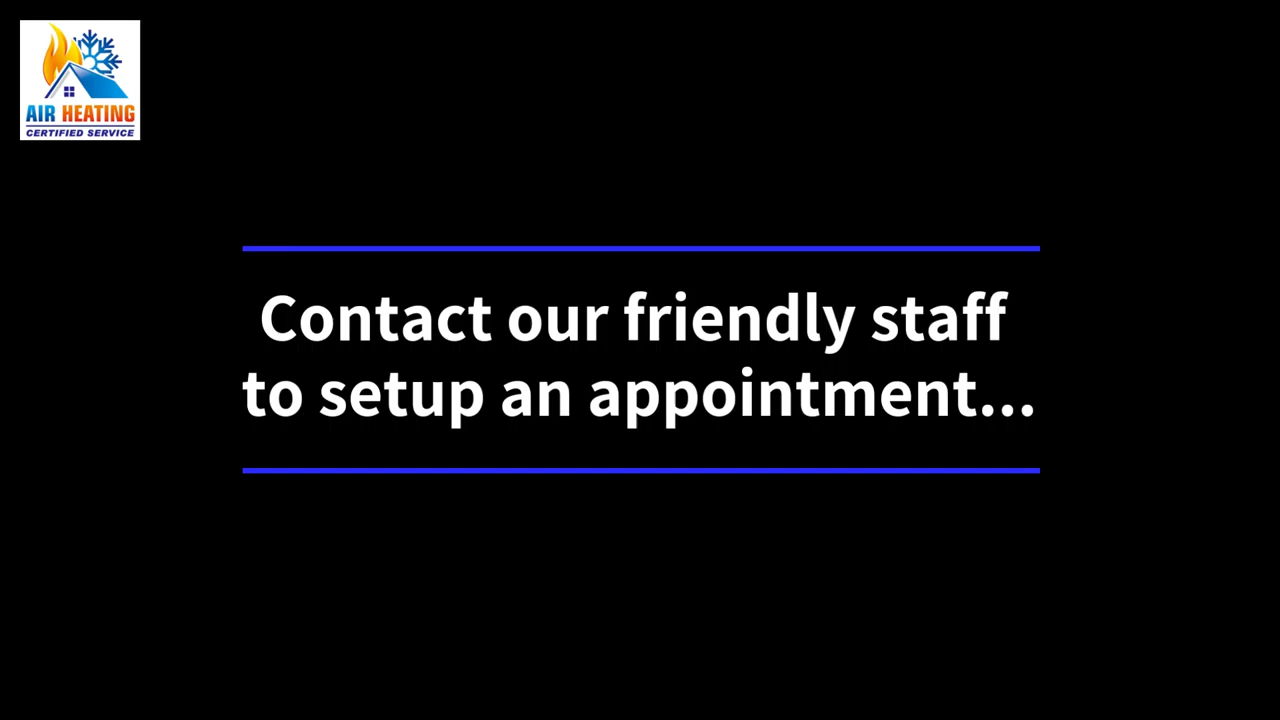 AIR HEATING
CERTIFIED SERVICE
Contact our friendly staff
to setup an appointment...